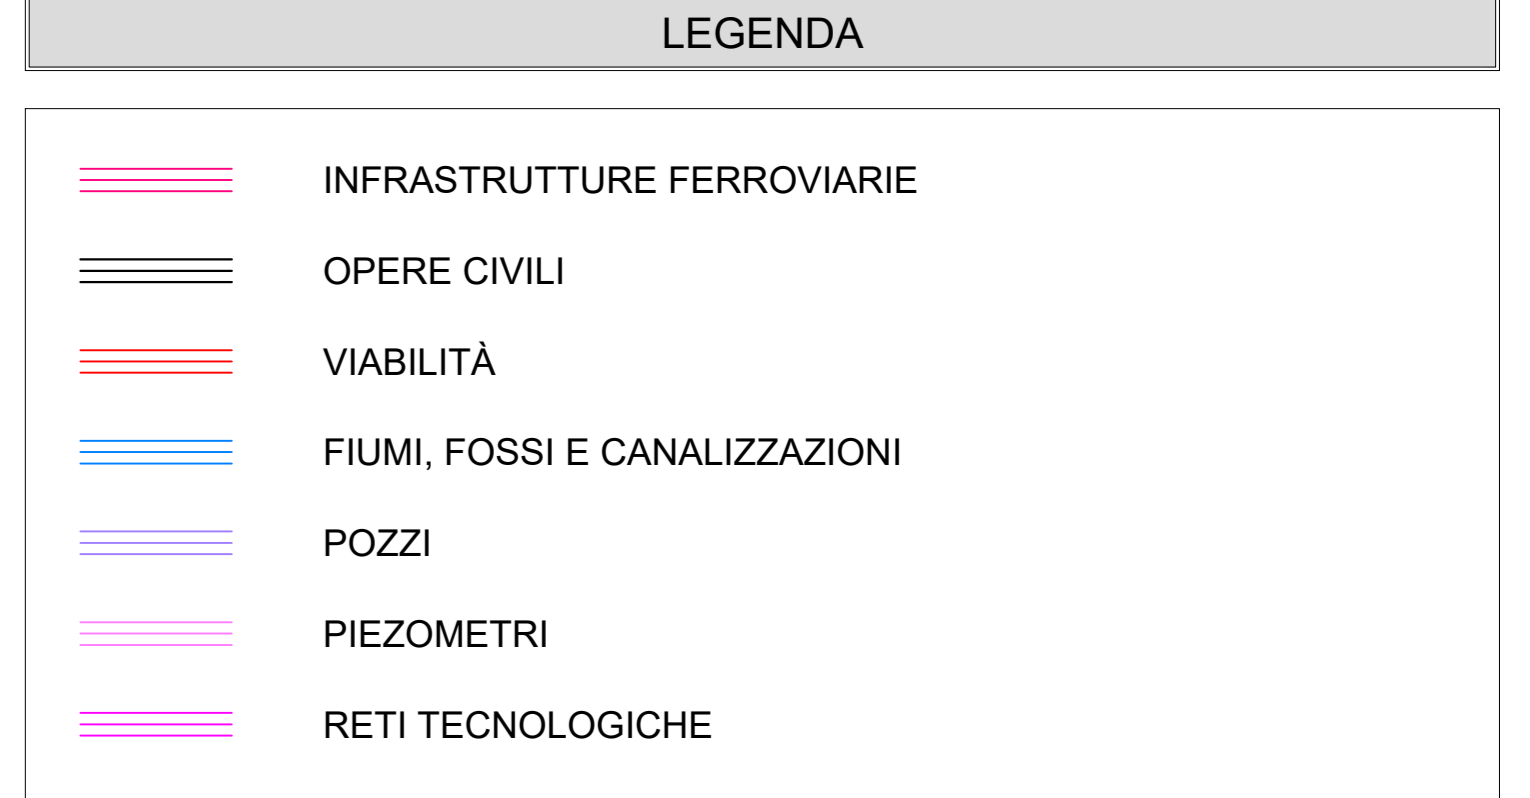 LEGENDA
INFRASTRUTTURE FERROVIARIE
OPERE CIVILI
VIABILITÀ
FIUMI, FOSSI E CANALIZZAZIONI
POZZI
PIEZOMETRI
RETI TECNOLOGICHE